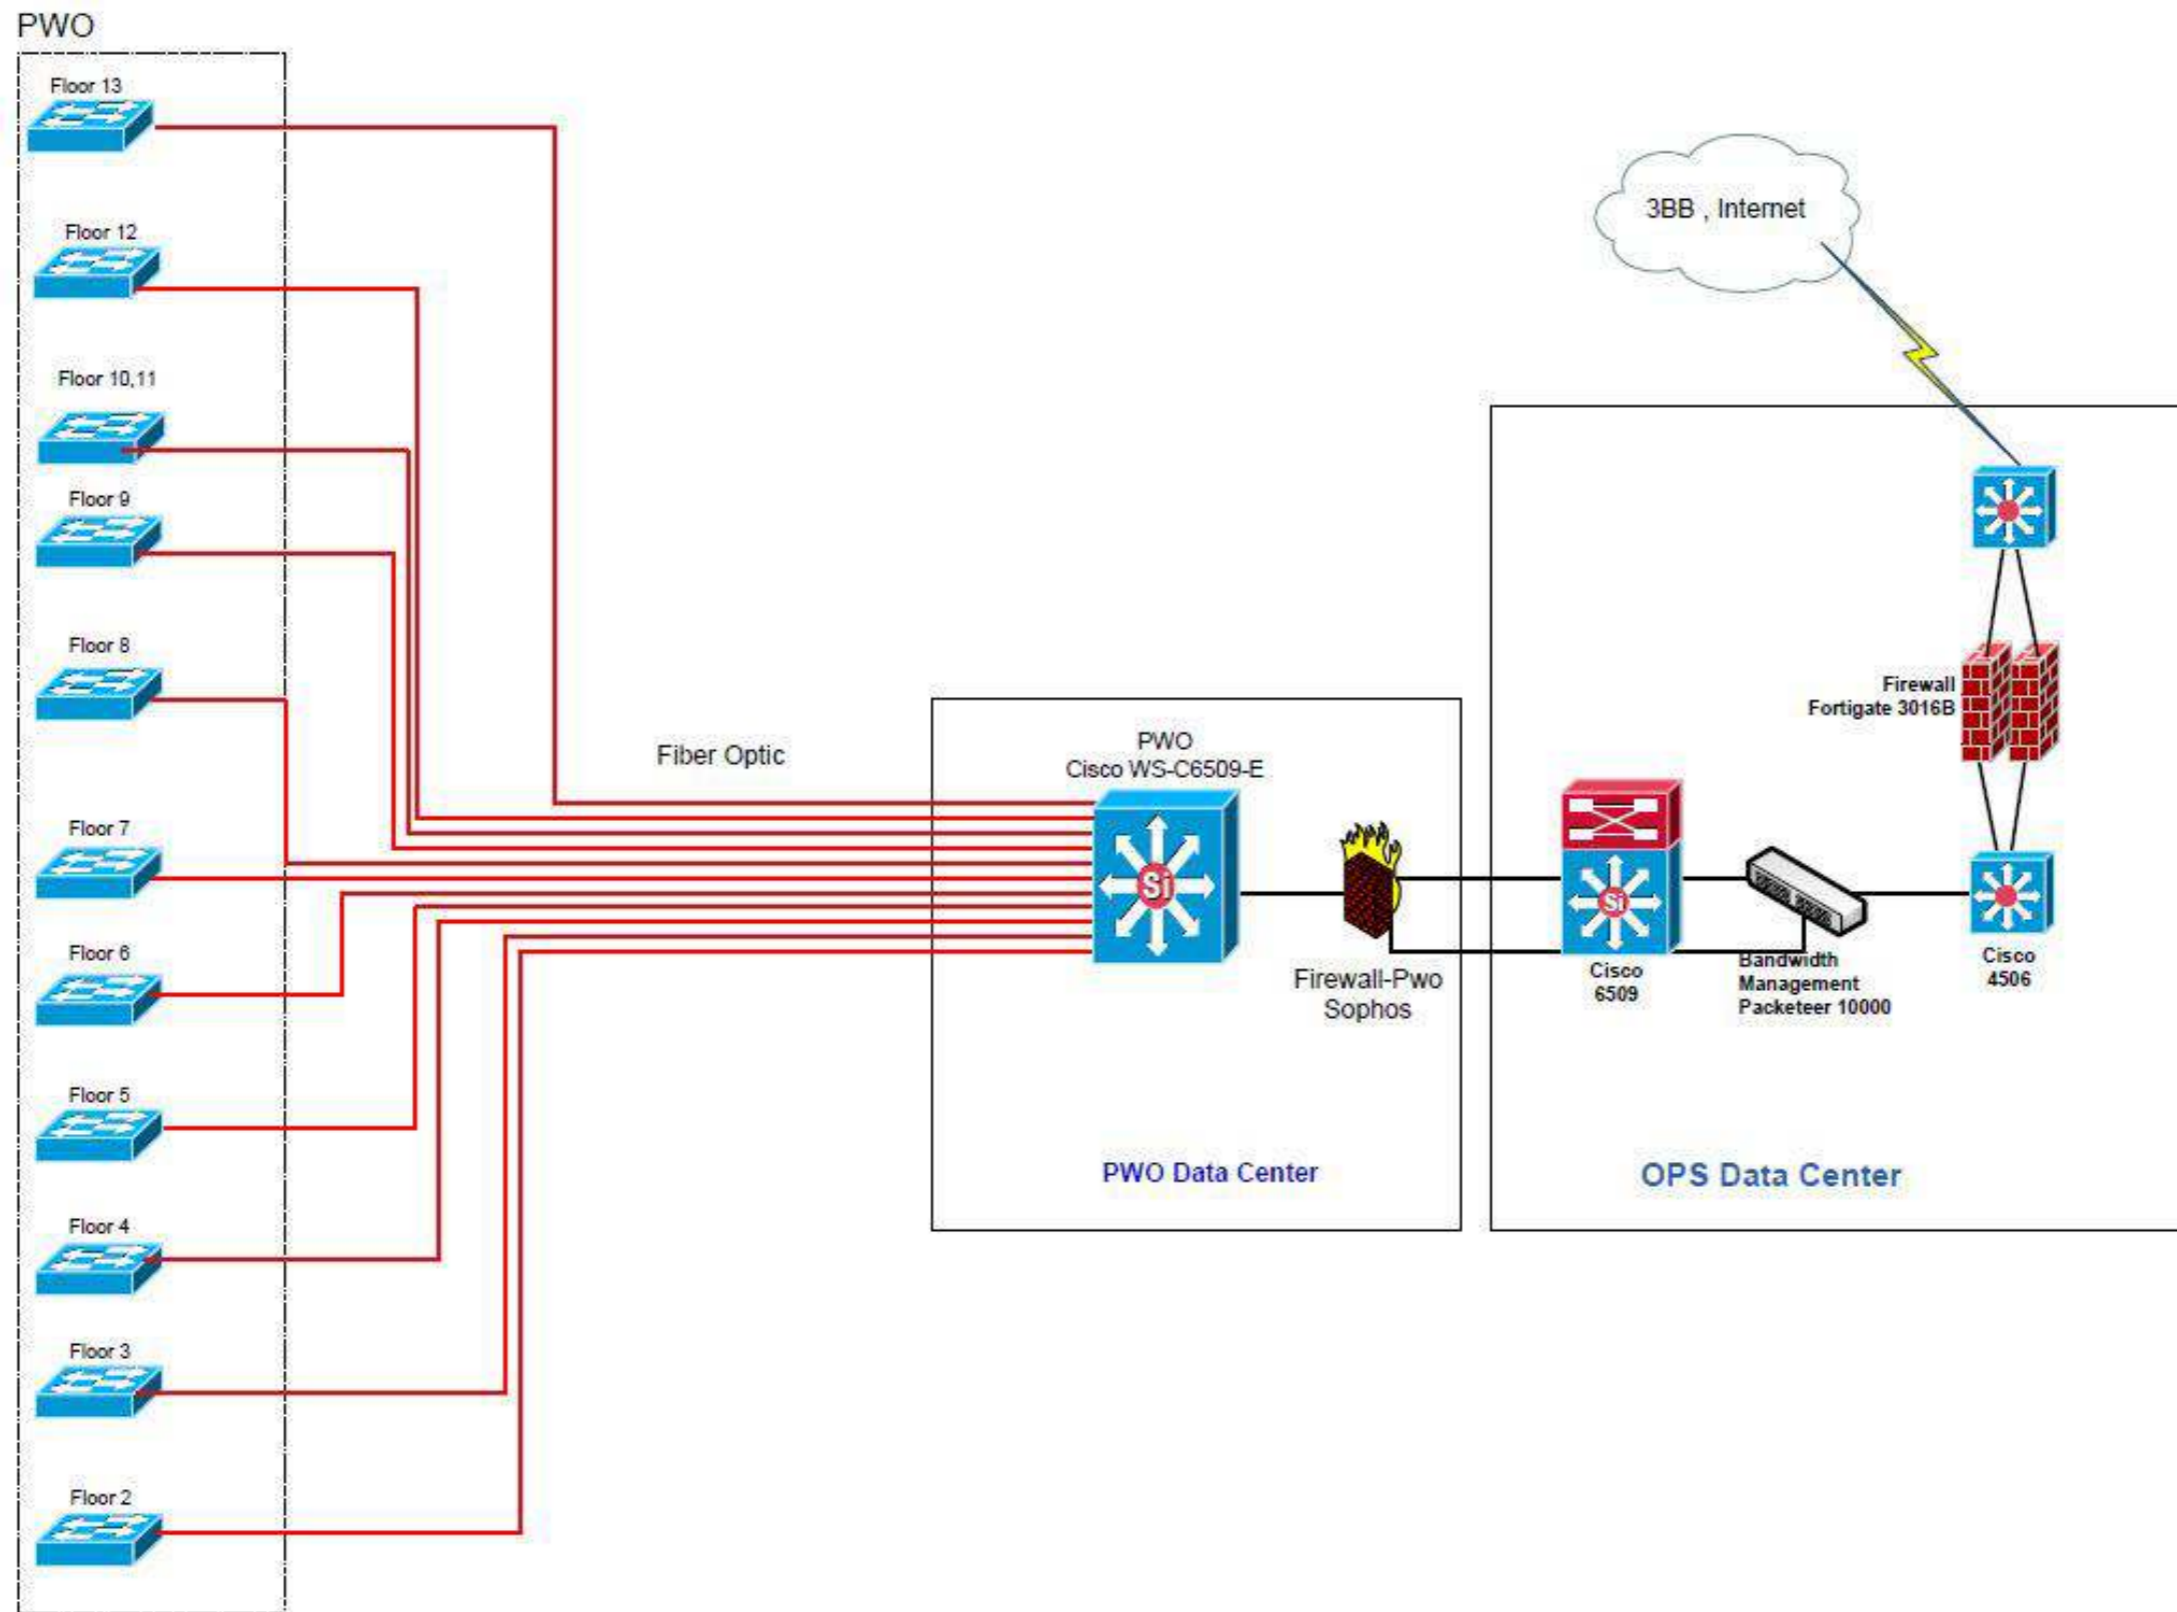 PWO
Floor 13
Floor 12
Floor 10,11
Floor 9
Floor 8
Floor 7
Floor 6
Floor 5
Floor 4
Floor 3
Floor 2
Fiber Optic
PWO
Cisco WS-C6509-E
Si
Firewall-Pwo
Sophos
PWO Data Center
3BB , Internet
Firewall
Fortigate 3016B
Si
Cisco
6509
Bandwidth
Management
Packeteer 10000
Cisco
4506
OPS Data Center